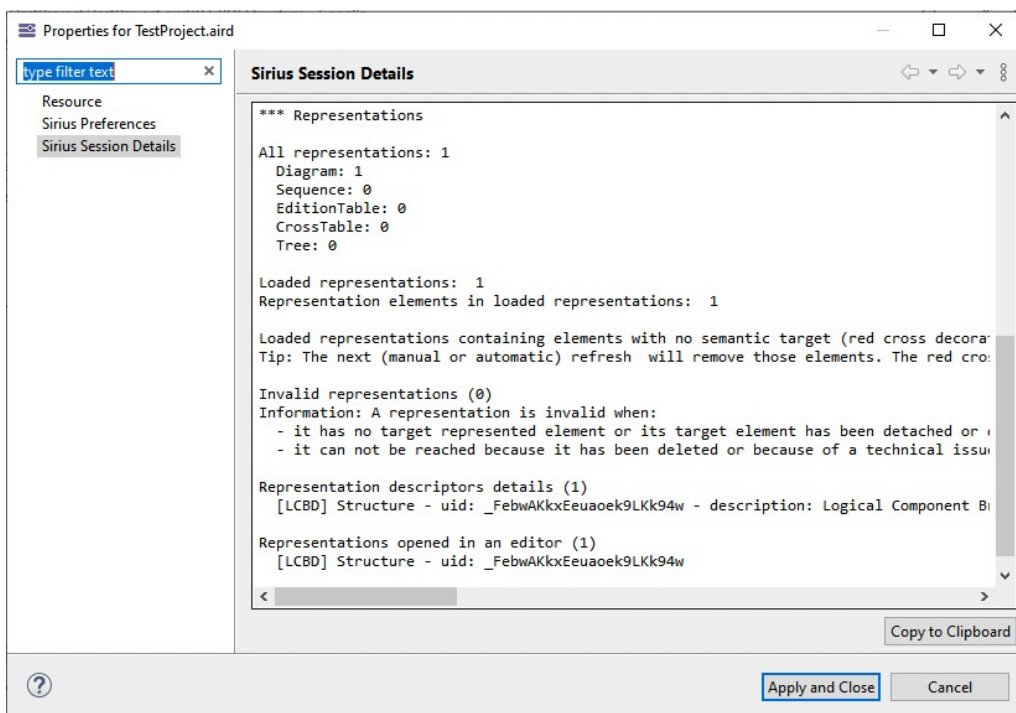 Properties for TestProject.aird
type filter text
Resource
Sirius Preferences
Sirius Session Details
Sirius Session Details
*** Representations
All representations: 1
Diagram: 1
Sequence: 0
EditionTable: 0
CrossTable: 0
Tree: 0
Loaded representations:  1
Representation elements in loaded representations:  1
Loaded representations containing elements with no semantic target (red cross decorat
Tip: The next (manual or automatic) refresh  will remove those elements. The red cros
Invalid representations (0)
Information: A representation is invalid when:
- it has no target represented element or its target element has been detached or
- it can not be reached because it has been deleted or because of a technical issu
Representation descriptors details (1)
[LCBD] Structure - uid: _FebwAKkxEeuaoek9LKk94w - description: Logical Component B
Representations opened in an editor (1)
[LCBD] Structure - uid: _FebwAKkxEeuaoek9LKk94w
Copy to Clipboard
Apply and Close
Cancel